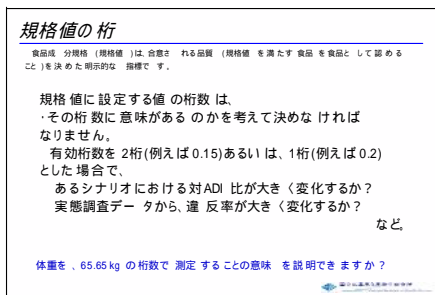 規格値の桁
食品成分規格 (規格値)は、合意される品質 (規格値を満たす食品を食品として認める
こと)を決めた明示的な 指標です。
規格値に設定する値の桁数は、
・その桁数に意味があるのかを考えて決めなければ
なりません。
有効桁数を2桁(例えば0.15)あるいは、1桁(例えば0.2)
とした場合で、
あるシナリオにおける対ADI比が大きく変化するか？
実態調査データから、違反率が大きく変化するか？
など。
体重を、65.65 kgの桁数で測定することの意味 を説明できますか？